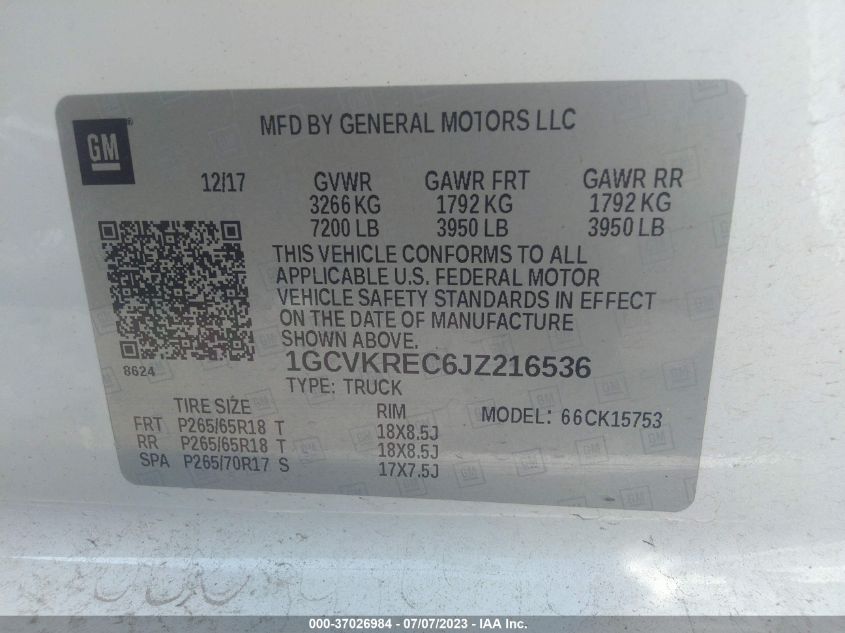 MFD BY GENERAL MOTORS LLC
GM
12/17 GVWR GAWR FRT GAWR RR
3266 KG 1792 KG 1792 KG
7200 LB 3950 LB 3950 LB
THIS VEHICLE CONFORMS TO ALL
APPLICABLE U.S. FEDERAL MOTOR
VEHICLE SAFETY STANDARDS IN EFFECT
ON THE DATE OF MANUFACTURE
SHOWN ABOVE.
8624
1GCVKREC6JZ216536
TYPE: TRUCK
TIRE SIZE RIM MODEL: 66CK15753
FRT P265/65R18 T 18X8.5J
RR P265/65R18 T 18X8.5J
SPA P265/70R17 S 17X7.5J
000-37026984 - 07/07/2023 - IAA Inc.